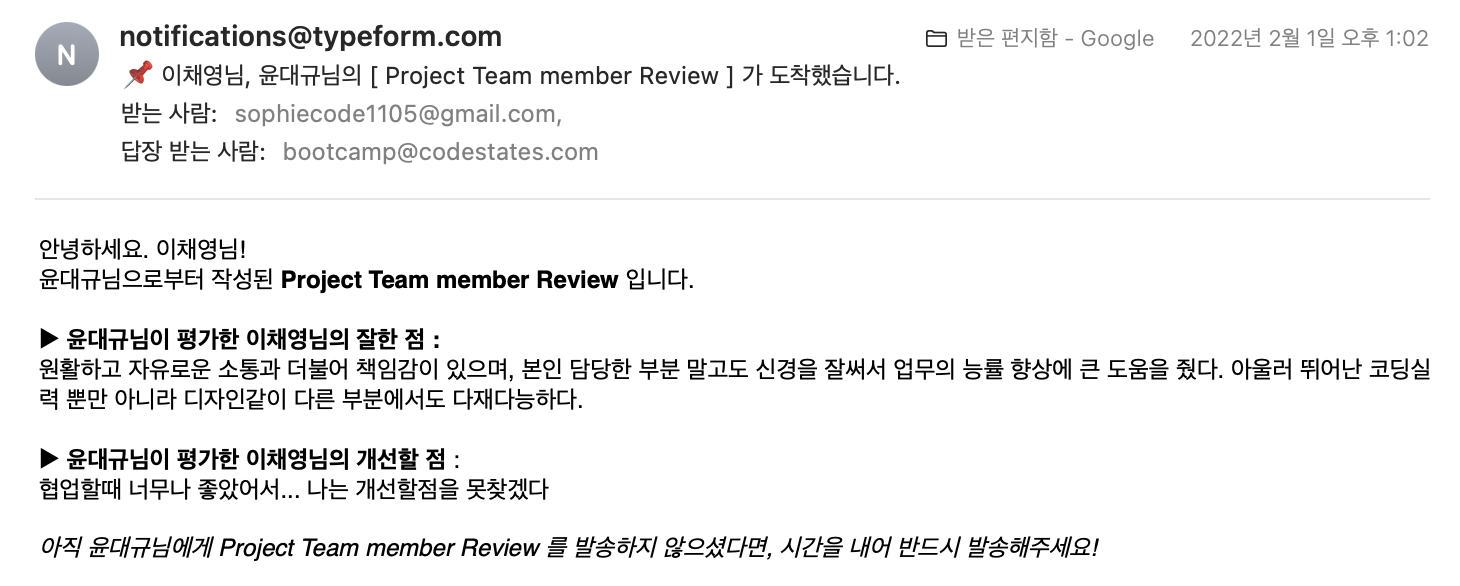 N
notifications@typeform.com
받은 편지함 - Google
2022년 2월 1일 오후 1:02
📌 이채영님, 윤대규님의 [ Project Team member Review ] 가 도착했습니다.
받는 사람: sophiecode1105@gmail.com,
답장 받는 사람: bootcamp@codestates.com
안녕하세요. 이채영님!
윤대규님으로부터 작성된 Project Team member Review 입니다.
▶ 윤대규님이 평가한 이채영님의 잘한 점 :
원활하고 자유로운 소통과 더불어 책임감이 있으며, 본인 담당한 부분 말고도 신경을 잘써서 업무의 능률 향상에 큰 도움을 줬다. 아울러 뛰어난 코딩실
력 뿐만 아니라 디자인같이 다른 부분에서도 다재다능하다.
▶ 윤대규님이 평가한 이채영님의 개선할 점 :
협업할때 너무나 좋았어서... 나는 개선할점을 못찾겠다
아직 윤대규님에게 Project Team member Review 를 발송하지 않으셨다면, 시간을 내어 반드시 발송해주세요!